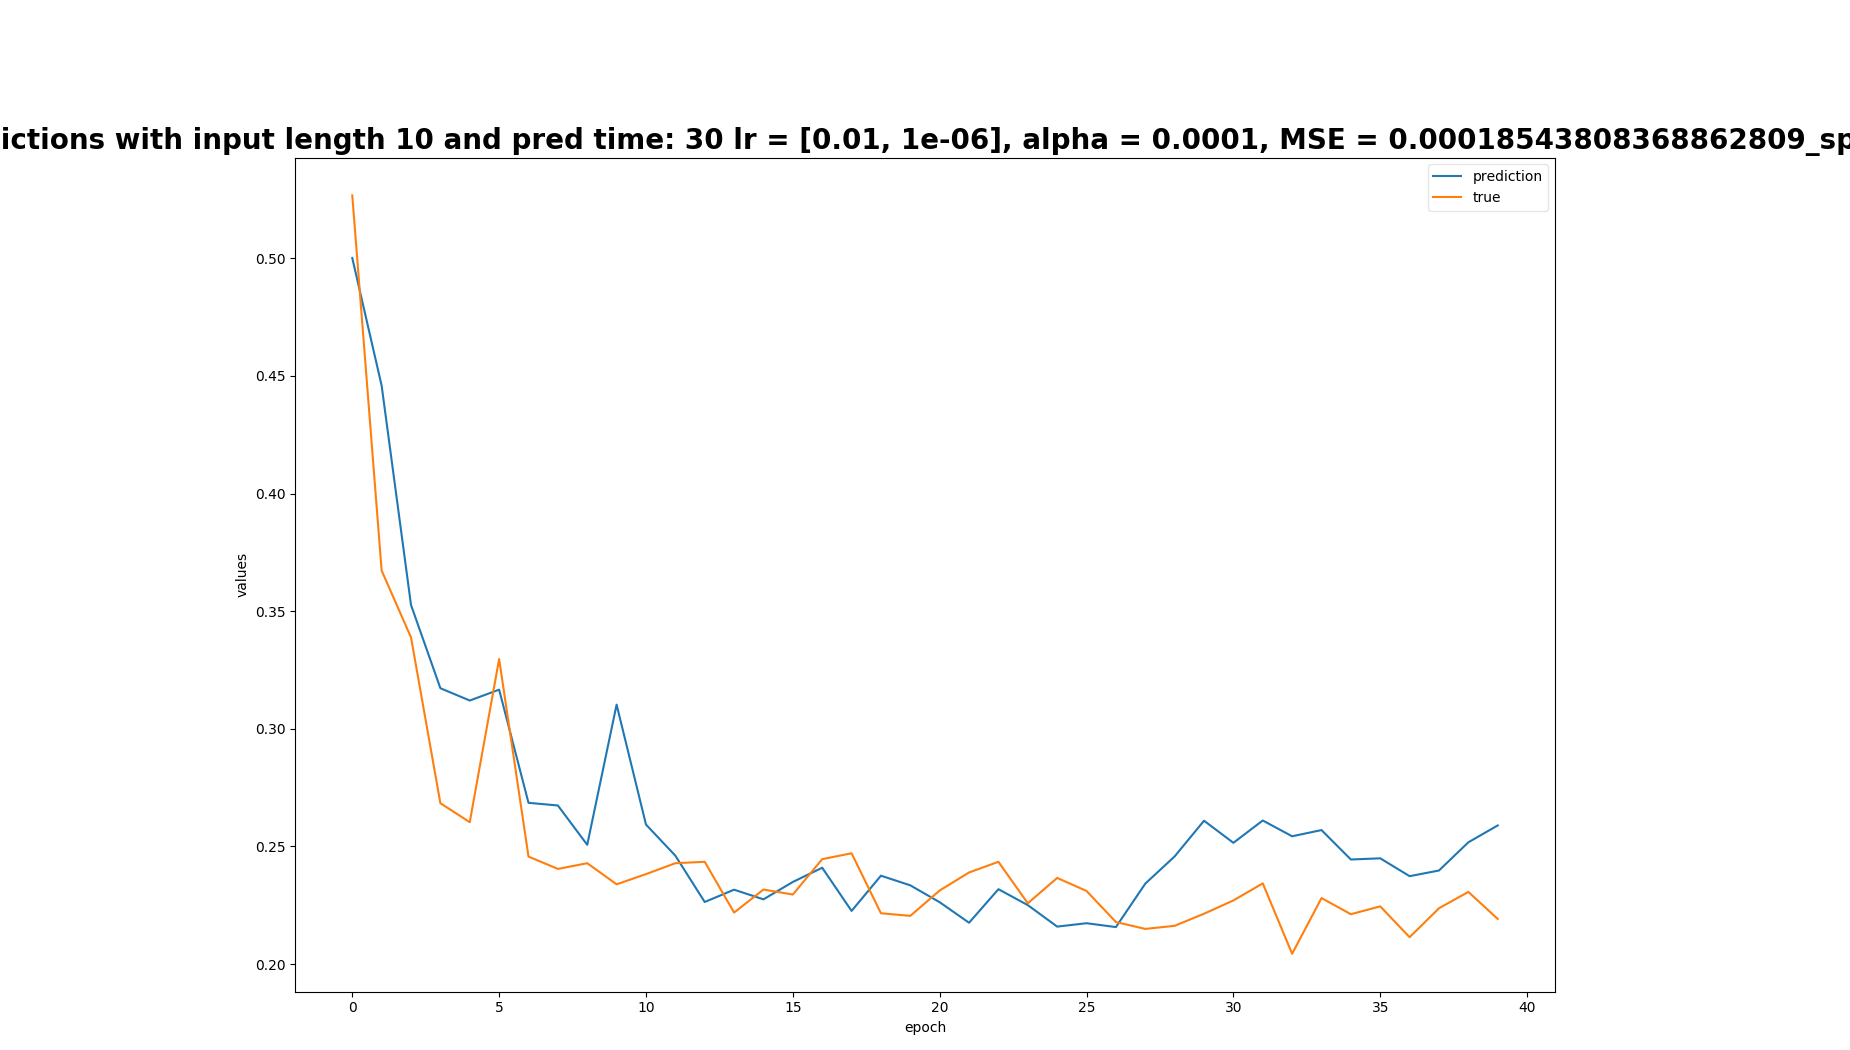 ictions with input length 10 and pred time: 30 lr = [0.01, 1e-06], alpha = 0.0001, MSE = 0.00018543808368862809_sp
prediction
true
0.50
0.45
0.40
0.35
0.30
0.25
0.20
values
0 5 10 15 20 25 30 35 40
epoch